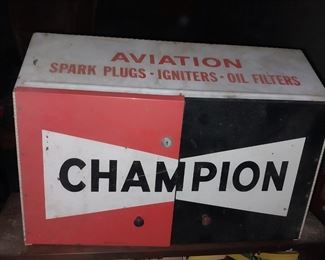 AVIATION
SPARK PLUGS · IGNITERS · OIL FILTERS
CHAMPION